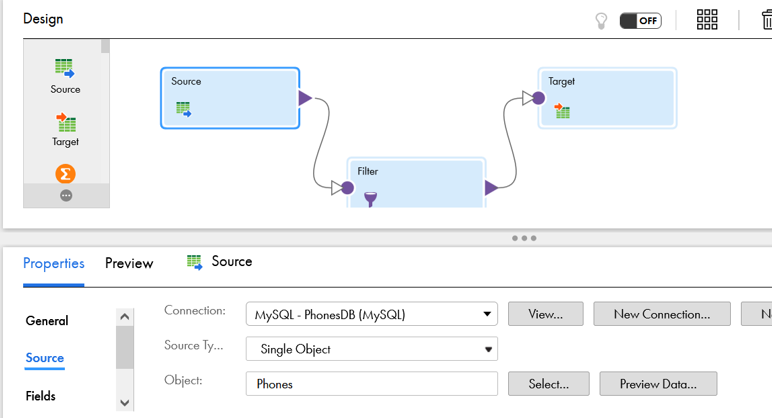 Design
OFF
Source
Target
Σ
Source
Filter
Target
Properties Preview Source
General
Source
Fields
Connection: MySQL - PhonesDB (MySQL) View... New Connection...
Source Ty... Single Object
Object: Phones Select... Preview Data...